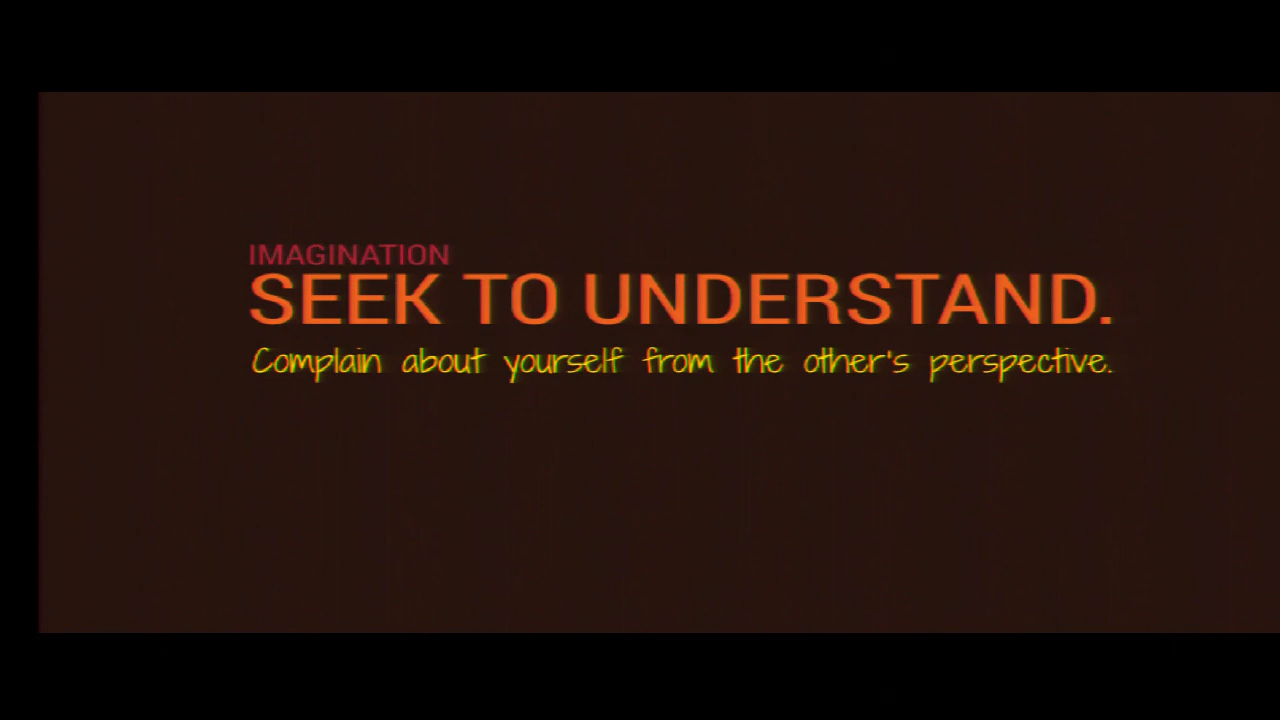 IMAGINATION
SEEK TO UNDERSTAND.
Complain about yourself from the other's perspective.